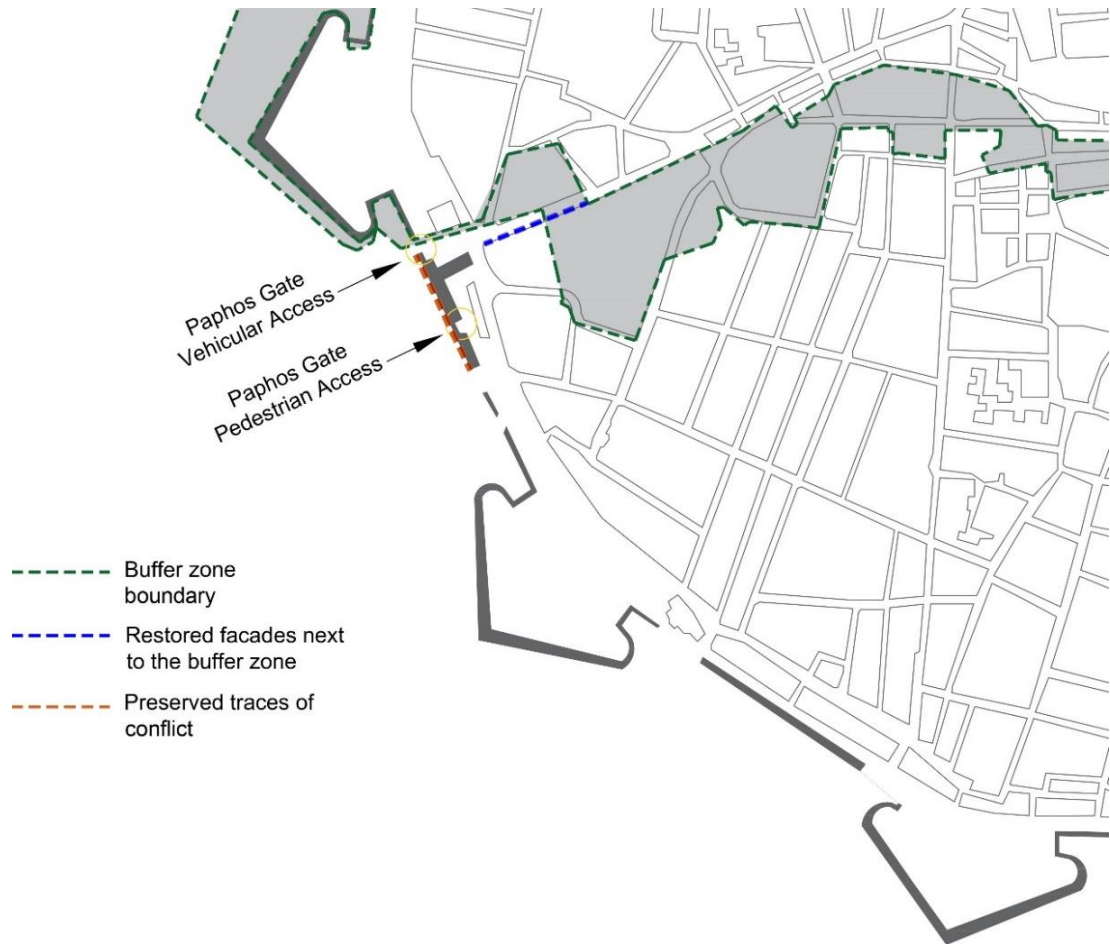 Paphos Gate
Vehicular Access
Paphos Gate
Pedestrian Access
Buffer zone
boundary
Restored facades next
to the buffer zone
Preserved traces of
conflict